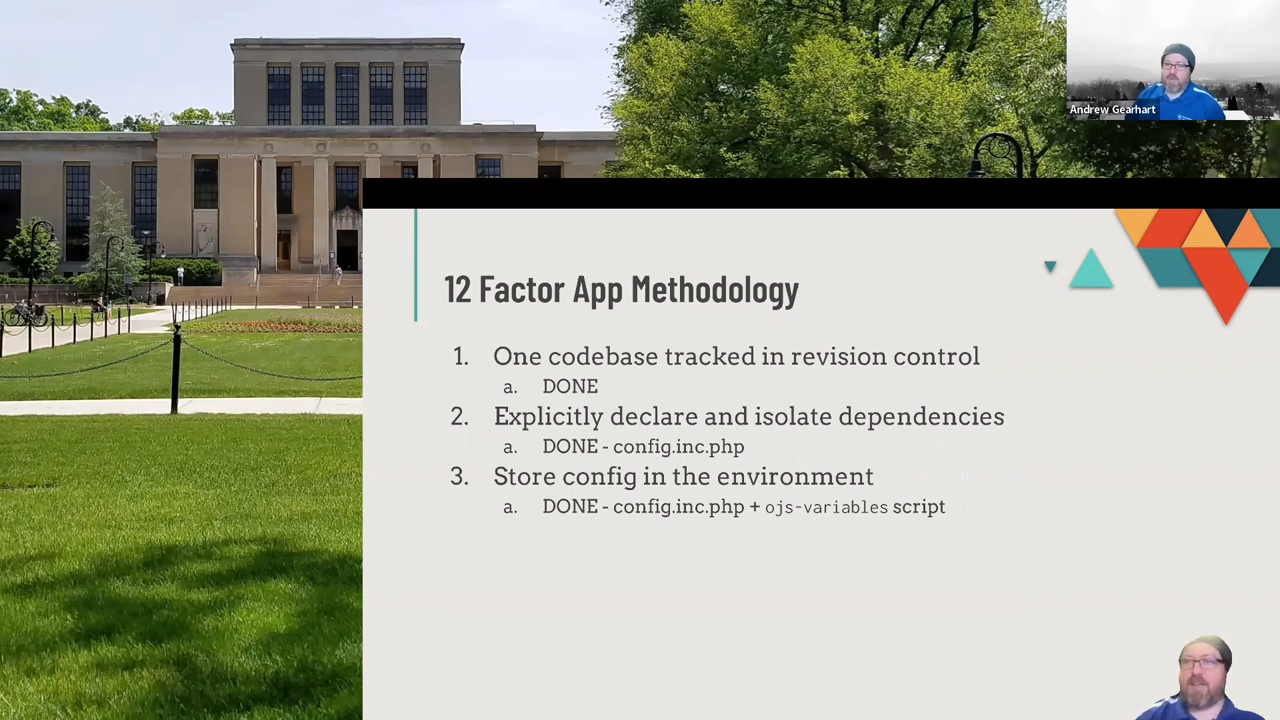 Andrew Gearhart
12 Factor App Methodology
1. One codebase tracked in revision control
a. DONE
2. Explicitly declare and isolate dependencies
a. DONE - config.inc.php
3. Store config in the environment
a. DONE - config.inc.php + ojs-variables script